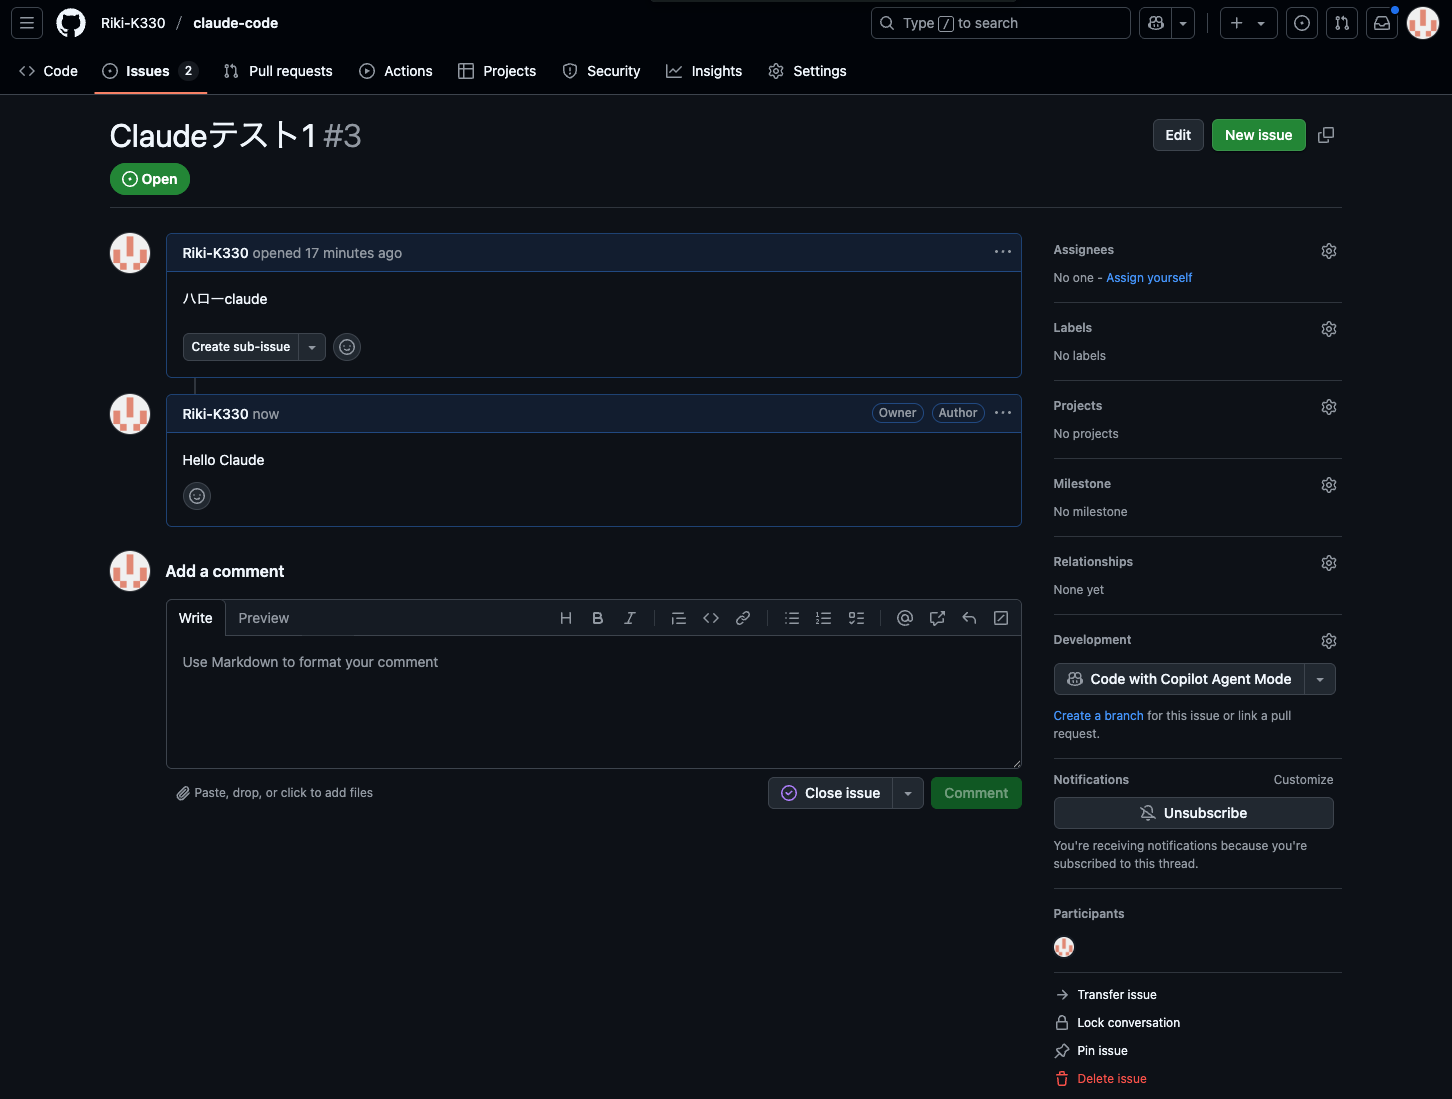 Riki-K330 / claude-code
Type / to search
Code
Issues 2
Pull requests
Actions
Projects
Security
Insights
Settings
Claudeテスト1 #3
Edit
New issue
Open
Riki-K330 opened 17 minutes ago
ハローclaude
Create sub-issue
Riki-K330 now
Owner
Author
Hello Claude
Add a comment
Write
Preview
Use Markdown to format your comment
Paste, drop, or click to add files
Close issue
Comment
Assignees
No one - Assign yourself
Labels
No labels
Projects
No projects
Milestone
No milestone
Relationships
None yet
Development
Code with Copilot Agent Mode
Create a branch for this issue or link a pull
request.
Notifications
Customize
Unsubscribe
You're receiving notifications because you're
subscribed to this thread.
Participants
Transfer issue
Lock conversation
Pin issue
Delete issue